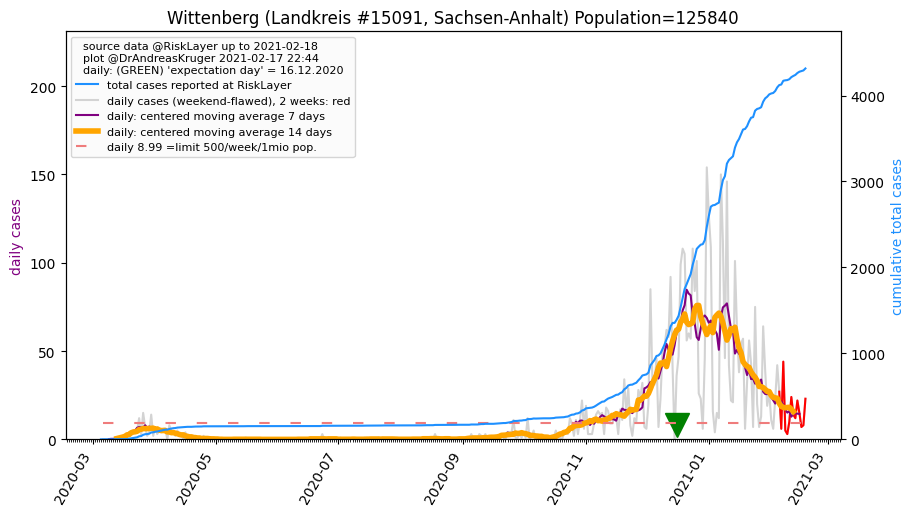 Wittenberg (Landkreis #15091, Sachsen-Anhalt) Population=125840
source data @RiskLayer up to 2021-02-18
plot @DrAndreasKruger 2021-02-17 22:44
daily: (GREEN) 'expectation day' = 16.12.2020
total cases reported at RiskLayer
daily cases (weekend-flawed), 2 weeks: red
daily: centered moving average 7 days
daily: centered moving average 14 days
daily 8.99 =limit 500/week/1mio pop.
daily cases
200
150
100
50
0
cumulative total cases
4000
3000
2000
1000
0
2020-03
2020-05
2020-07
2020-09
2020-11
2021-01
2021-03